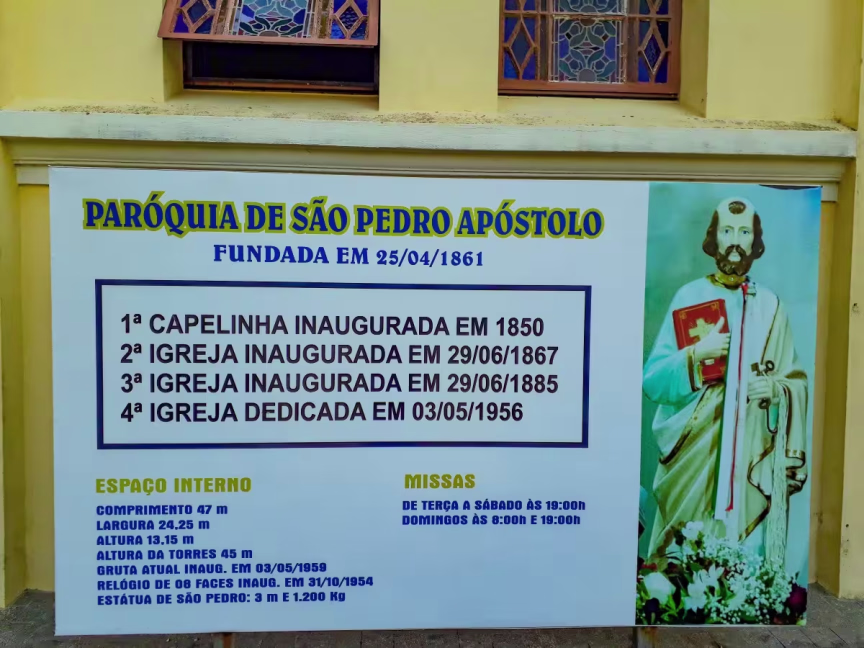 PARÓQUIA DE SÃO PEDRO APÓSTOLO
FUNDADA EM 25/04/1861
1ª CAPELINHA INAUGURADA EM 1850
2ª IGREJA INAUGURADA EM 29/06/1867
3ª IGREJA INAUGURADA EM 29/06/1885
4ª IGREJA DEDICADA EM 03/05/1956
ESPAÇO INTERNO
COMPRIMENTO 47 m
LARGURA 24,25 m
ALTURA 13,15 m
ALTURA DA TORRES 45 m
GRUTA ATUAL INAUG. EM 03/05/1959
RELÓGIO DE 08 FACES INAUG. EM 31/10/1954
ESTÁTUA DE SÃO PEDRO: 3 m E 1.200 Kg
MISSAS
DE TERÇA A SÁBADO ÀS 19:00h
DOMINGOS ÀS 8:00h E 19:00h